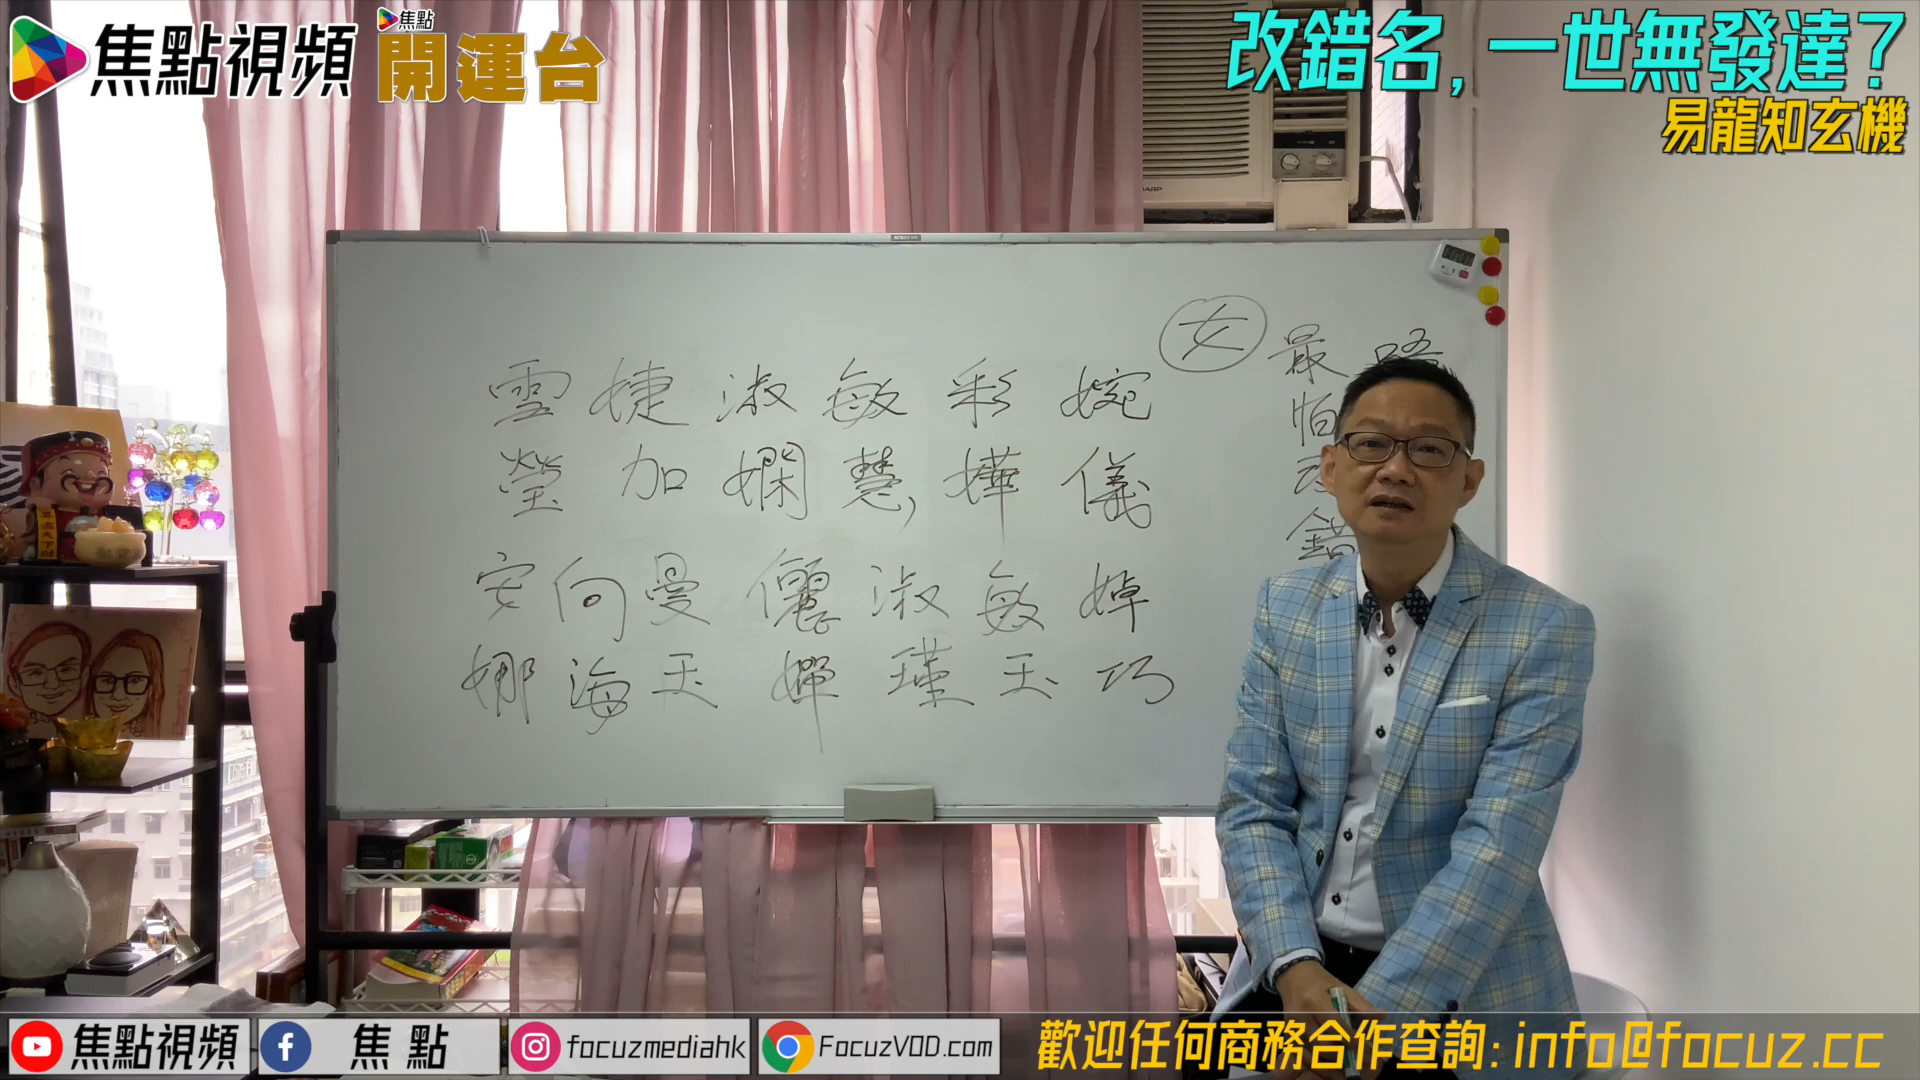 焦點視頻
焦點
開運台
改錯名，一世無發達？
易龍知玄機
SHARP
女
最
怕
錯
雪 婕 淑 敏 彩 婉
瑩 加 嫻 慧, 嬅 儀
安 向 曼 儷 淑 敏 婥
娜 海 玉 嬋 瑾 玉 巧
焦點視頻
焦點
focuzmediahk
FocuzVOD.com
歡迎任何商務合作查詢: info@focuz.cc